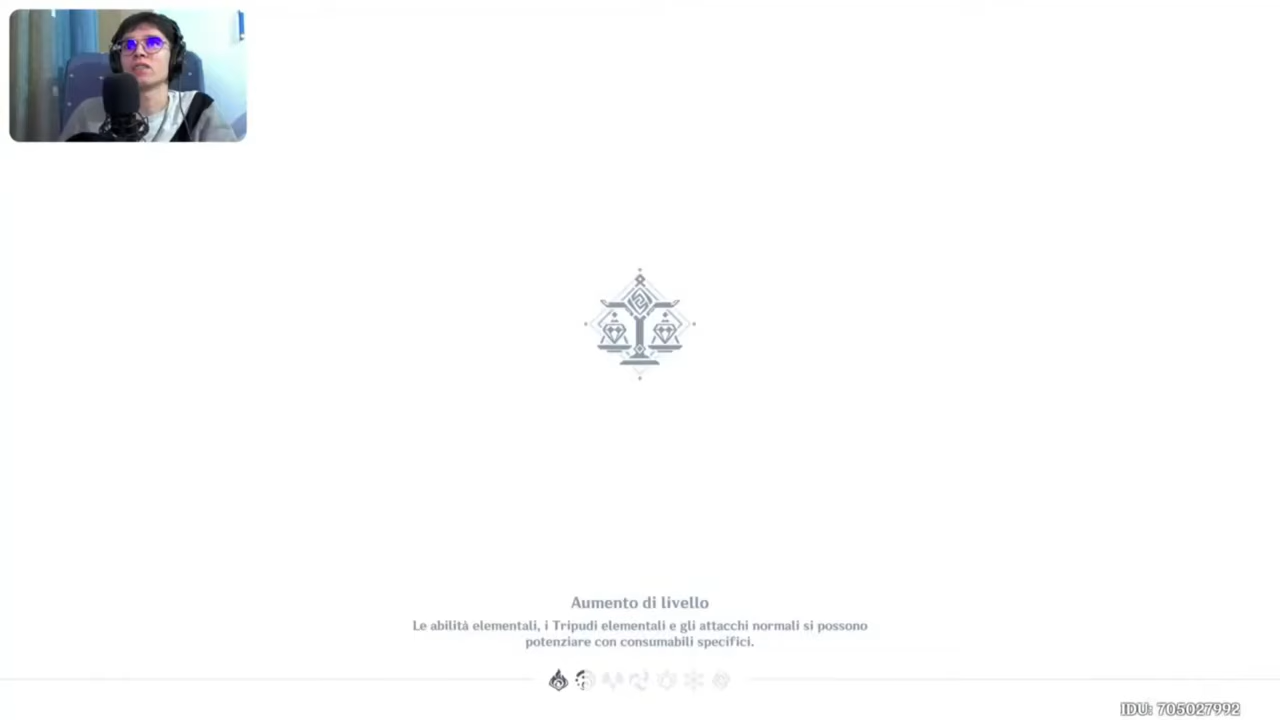 Aumento di livello
Le abilità elementali, i Tripudi elementali e gli attacchi normali si possono
potenziare con consumabili specifici.
IDU: 705027992